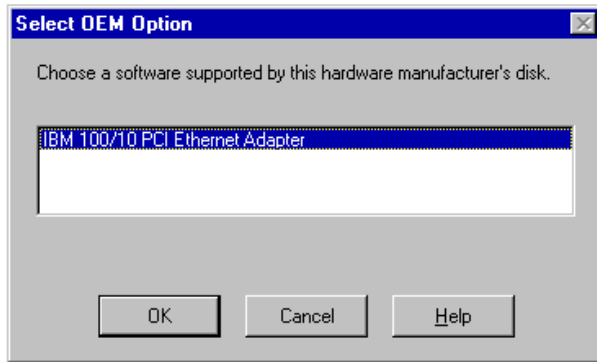 Select OEM Option
Choose a software supported by this hardware manufacturer's disk.
IBM 100/10 PCI Ethernet Adapter
OK Cancel Help